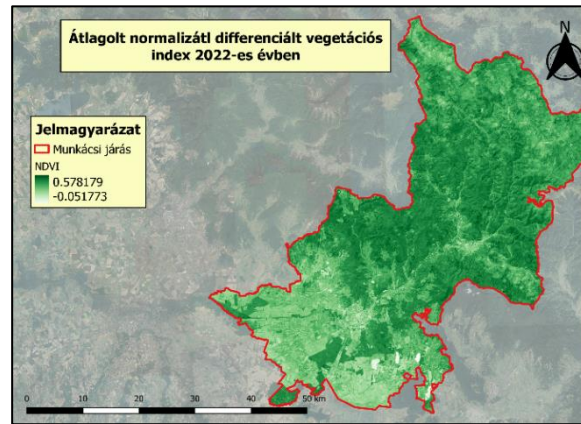 Átlagolt normalizátl differenciált vegetációs
index 2022-es évben
N
Jelmagyarázat
Munkácsi járás
NDVI
0.578179
-0.051773
0 10 20 30 40 50 km